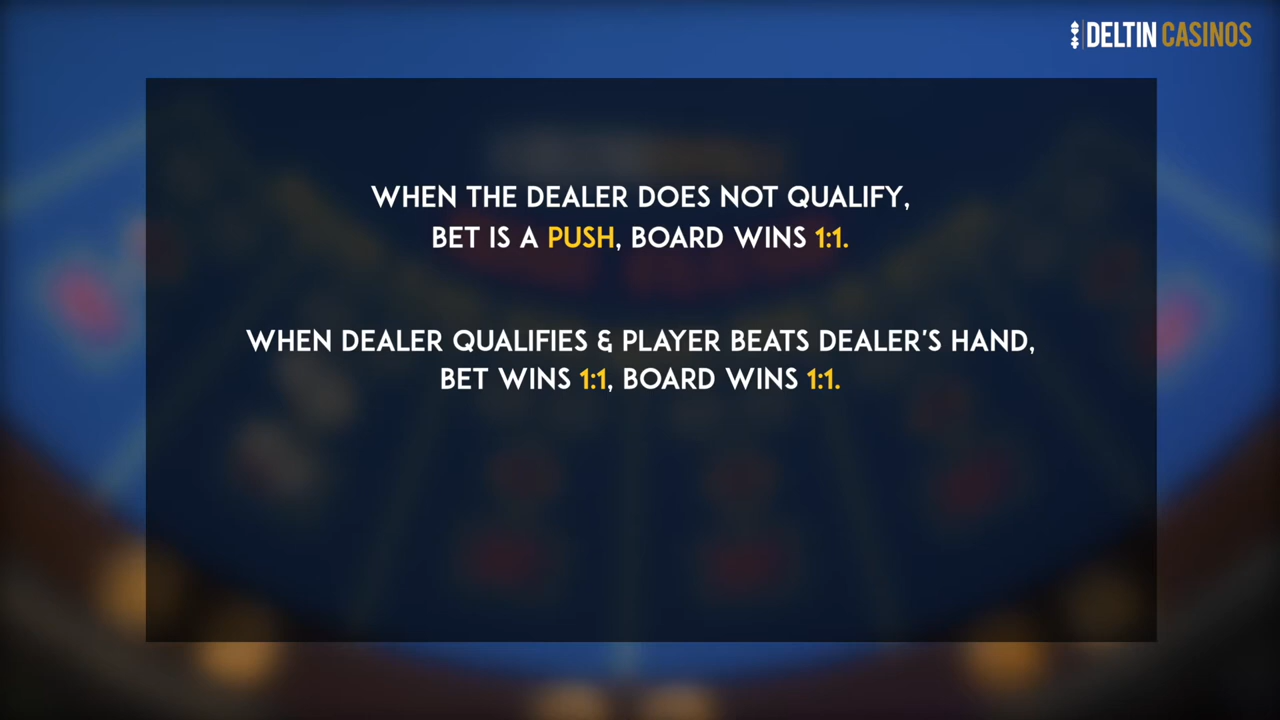 DELTIN CASINOS
WHEN THE DEALER DOES NOT QUALIFY,
BET IS A PUSH, BOARD WINS 1:1.
WHEN DEALER QUALIFIES & PLAYER BEATS DEALER'S HAND,
BET WINS 1:1, BOARD WINS 1:1.